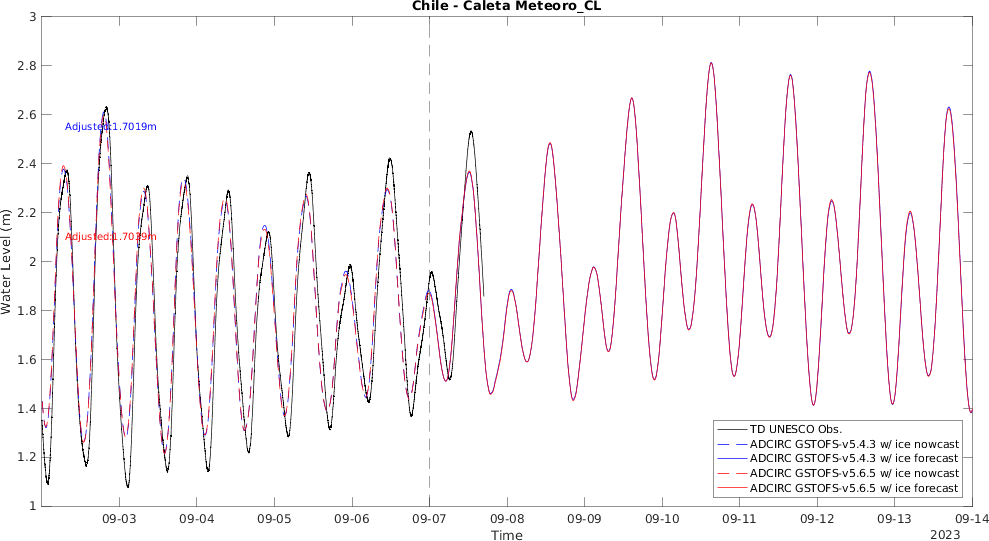 Chile - Caleta Meteoro_CL
3
2.8
2.6
2.4
2.2
2
1.8
1.6
1.4
1.2
1
Water Level (m)
Adjusted:1.7019m
Adjusted:1.7039m
TD UNESCO Obs.
ADCIRC GSTOFS-v5.4.3 w/ ice nowcast
ADCIRC GSTOFS-v5.4.3 w/ ice forecast
ADCIRC GSTOFS-v5.6.5 w/ ice nowcast
ADCIRC GSTOFS-v5.6.5 w/ ice forecast
09-03 09-04 09-05 09-06 09-07 09-08 09-09 09-10 09-11 09-12 09-13 09-14
Time
2023